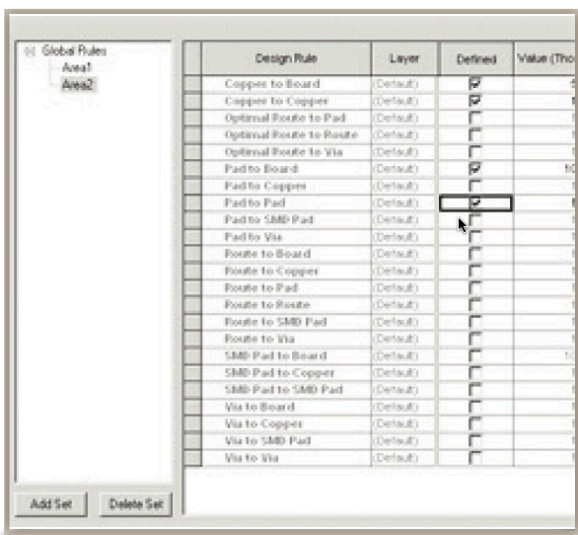 Global Rules
Area1
Area2
Design Rule Layer Defined Value (Tho
Copper to Board (Default)
Copper to Copper (Default)
Optimal Route to Pad (Default)
Optimal Route to Route (Default)
Optimal Route to Via (Default)
Pad to Board (Default) 10
Pad to Copper (Default)
Pad to Pad (Default)
Pad to SMD Pad (Default)
Pad to Via (Default)
Route to Board (Default)
Route to Copper (Default)
Route to Pad (Default)
Route to Route (Default)
Route to SMD Pad (Default)
Route to Via (Default)
SMD Pad to Board (Default) 10
SMD Pad to Copper (Default)
SMD Pad to SMD Pad (Default)
Via to Board (Default)
Via to Copper (Default)
Via to SMD Pad (Default)
Via to Via (Default)
Add Set Delete Set